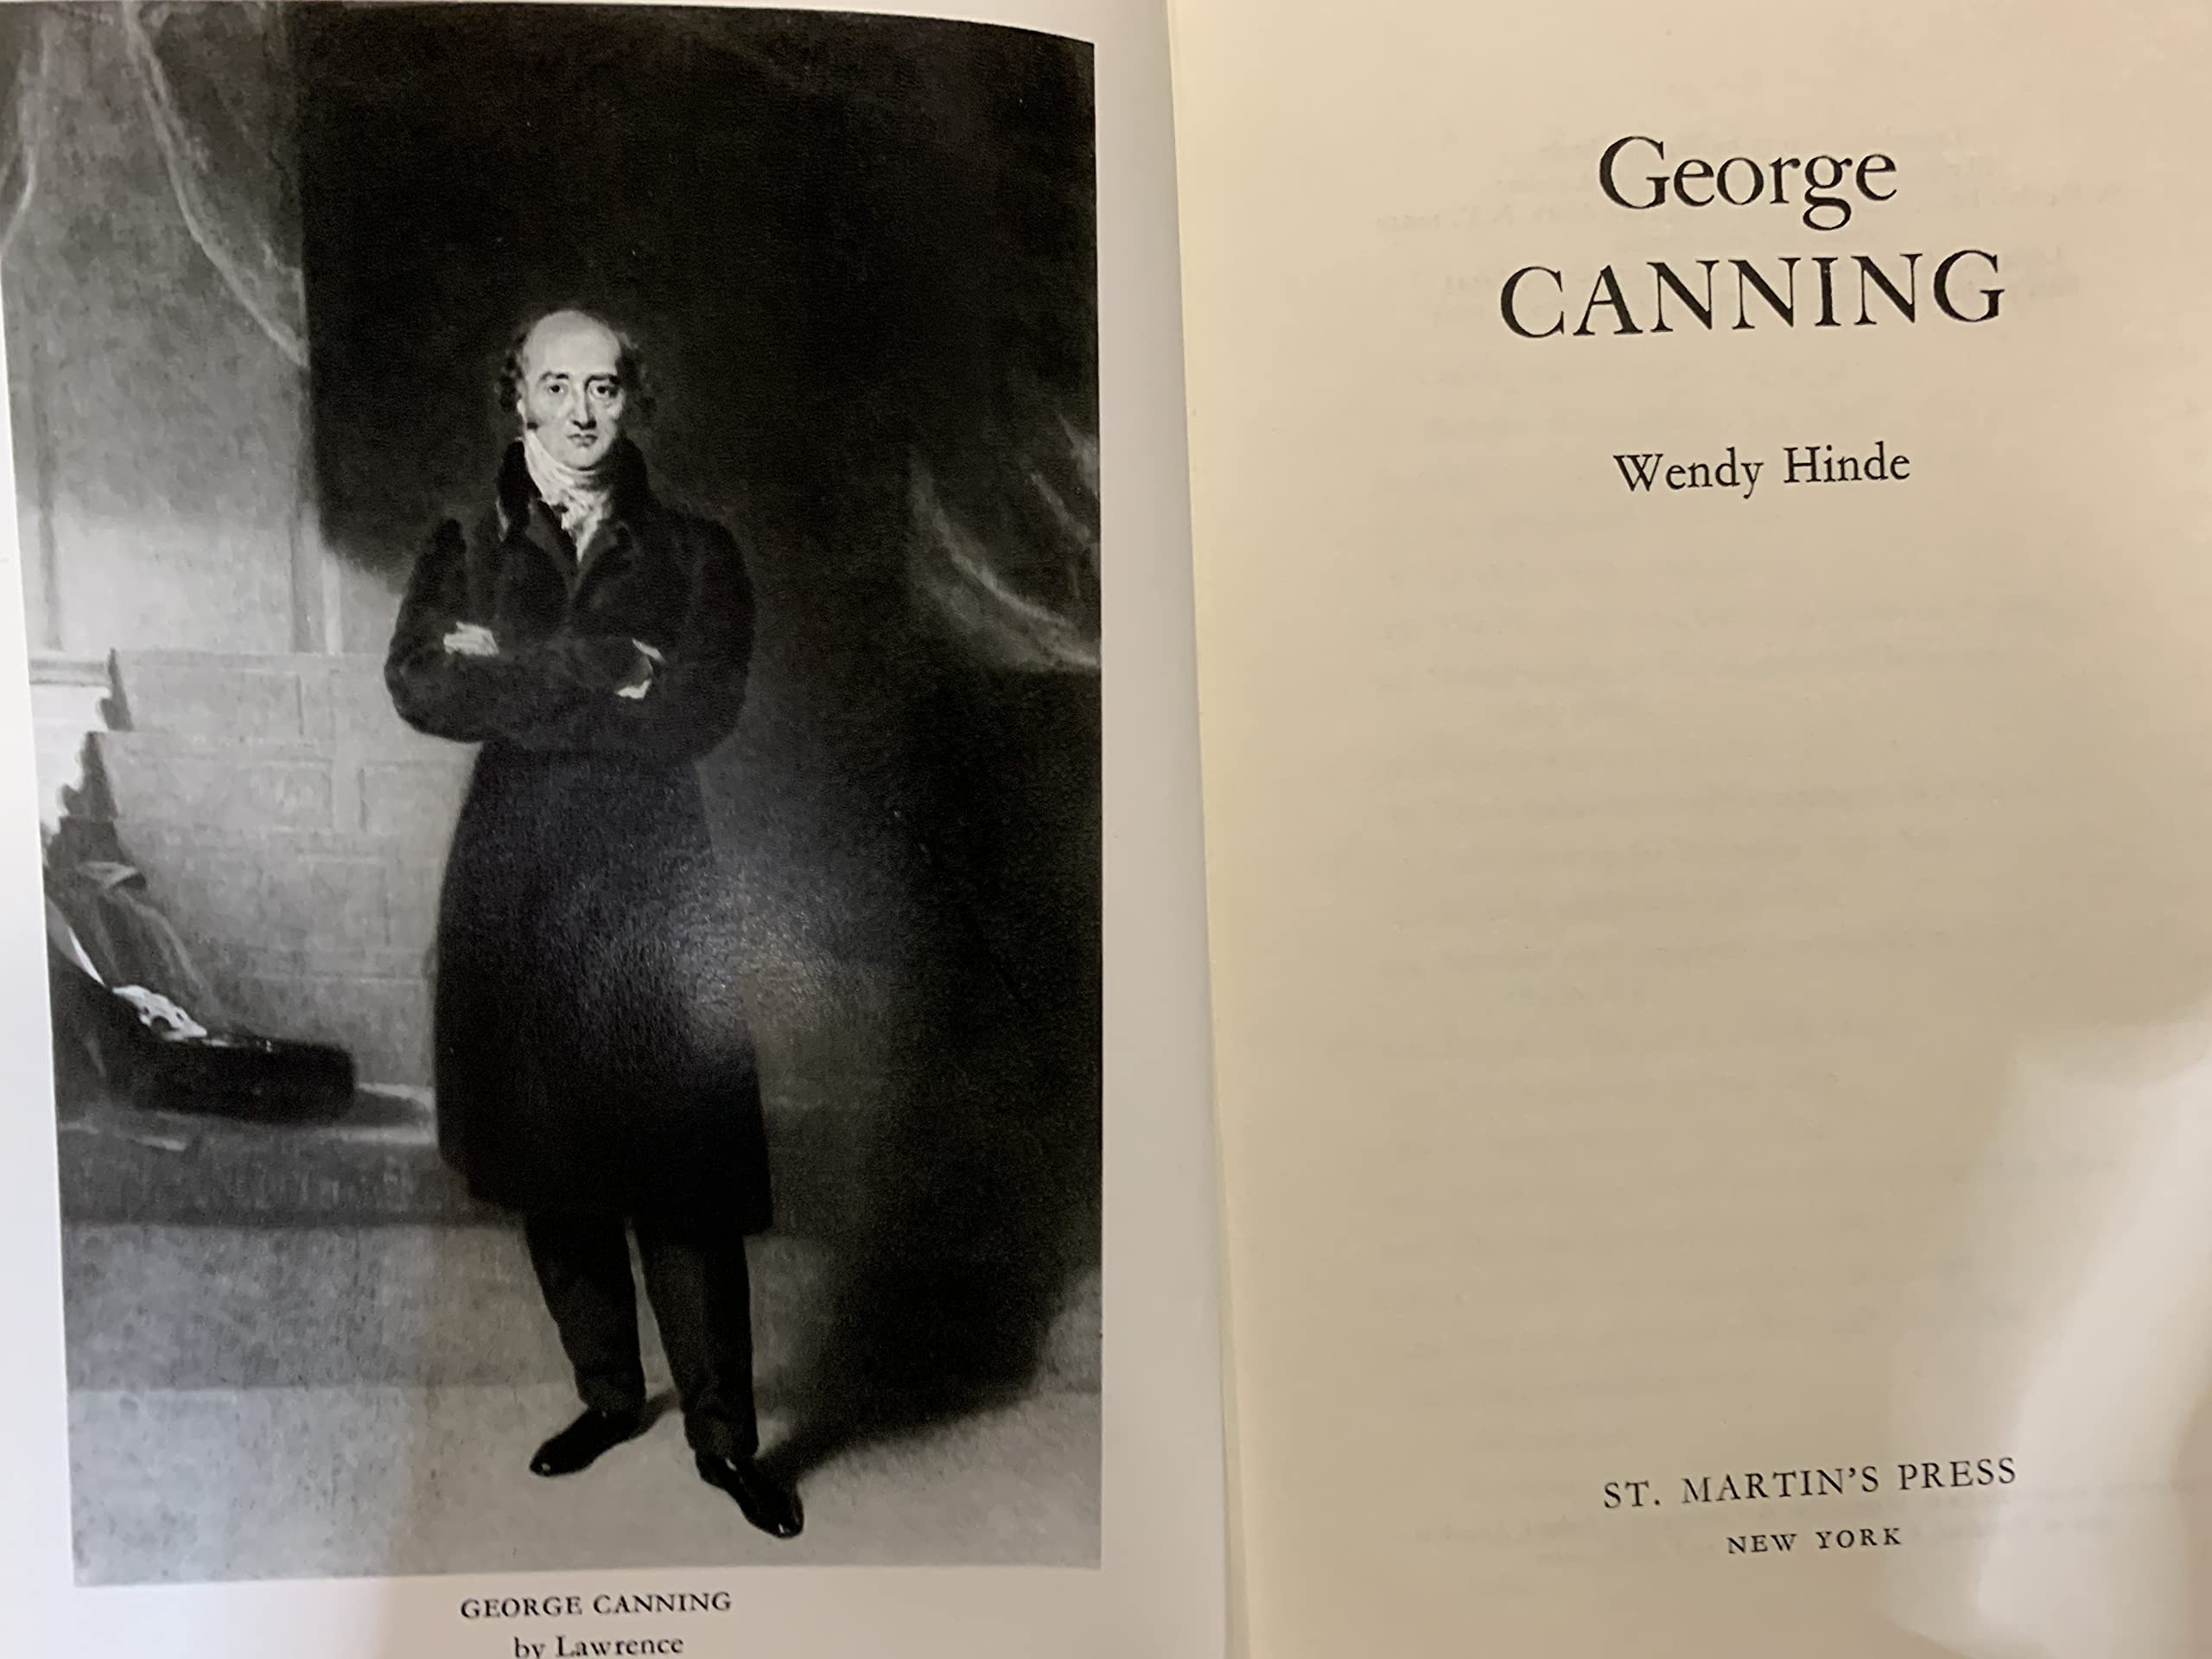 GEORGE CANNING
by Lawrence
George
CANNING
Wendy Hinde
ST. MARTIN'S PRESS
NEW YORK